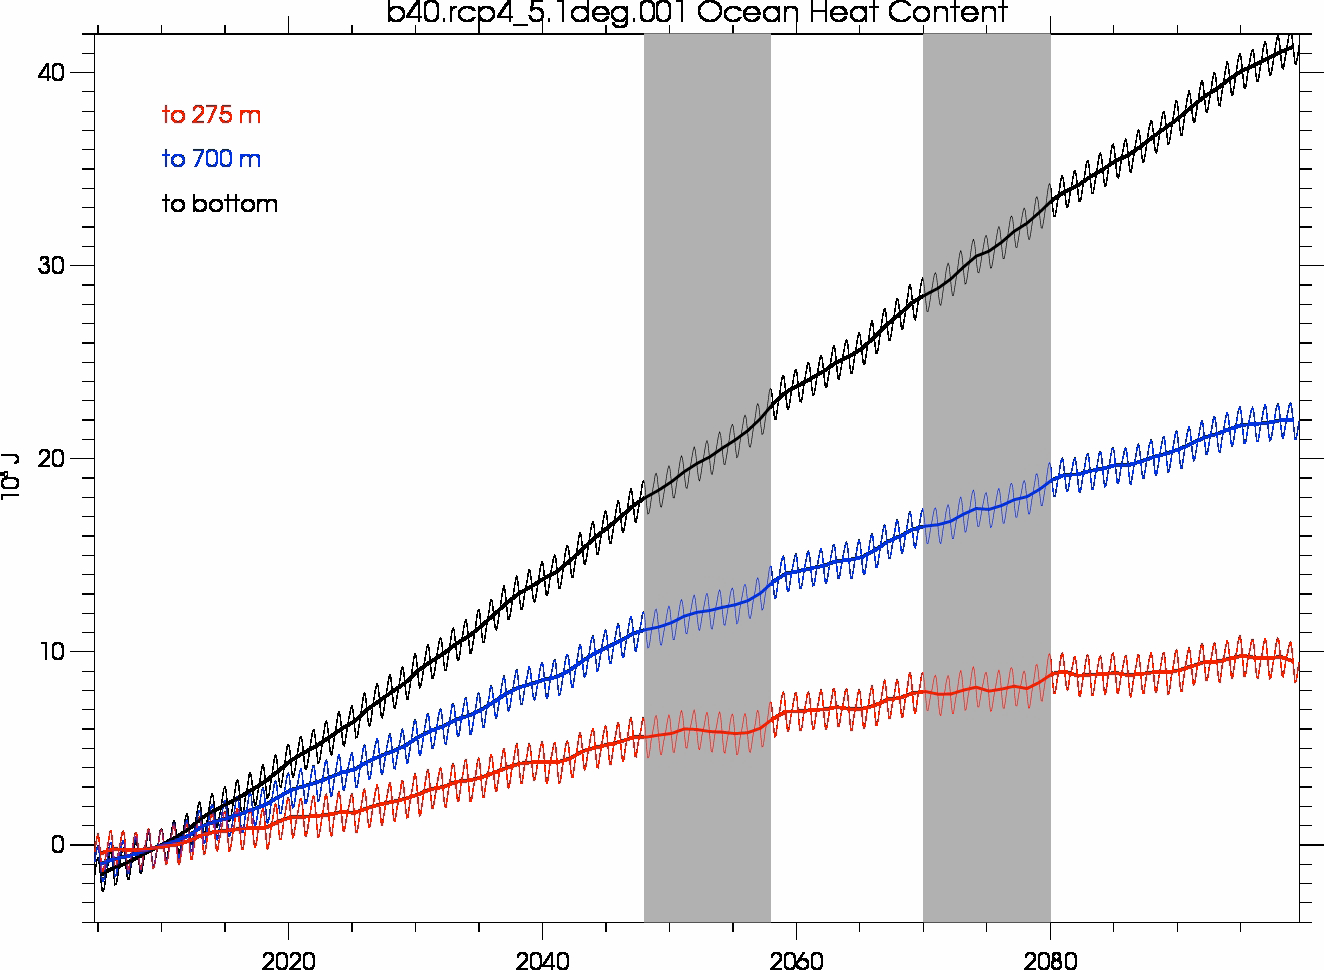 b40.rcp4_5.1deg.001 Ocean Heat Content
40
to 275 m
to 700 m
to bottom
30
20
10
0
2020 2040 2060 2080